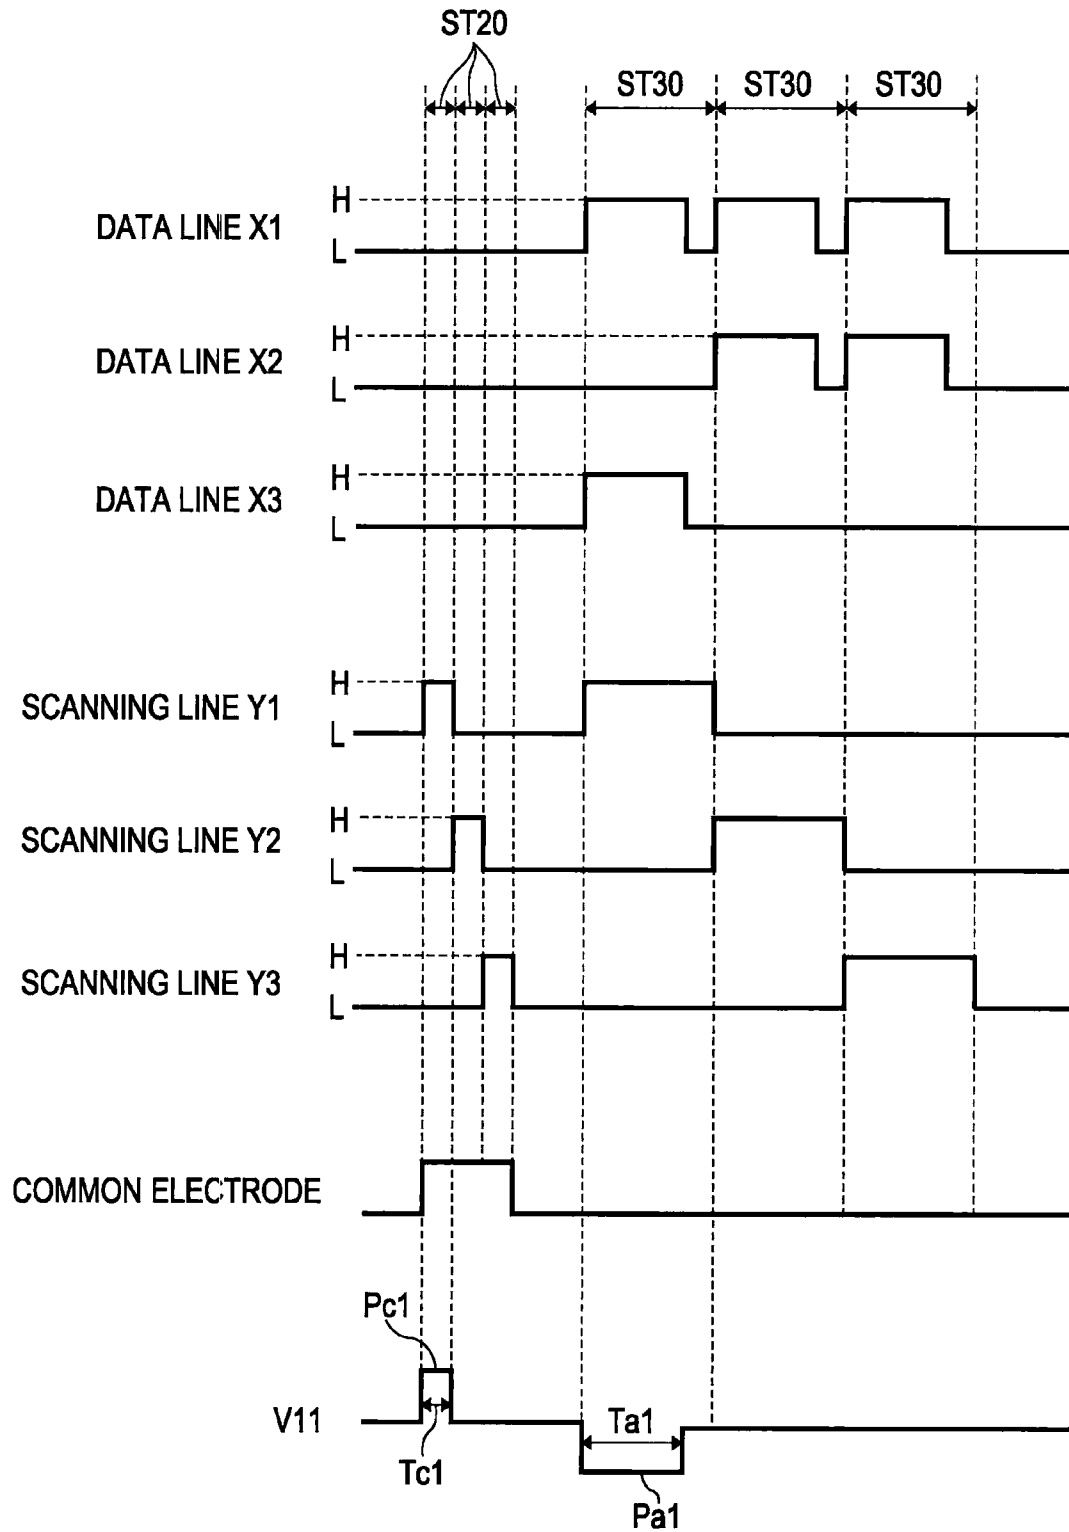 ST20
ST30 ST30 ST30
H
DATA LINE X1
L
H
DATA LINE X2
L
H
DATA LINE X3
L
H
SCANNING LINE Y1
L
H
SCANNING LINE Y2
L
H
SCANNING LINE Y3
L
COMMON ELECTRODE
Pc1
V11
Ta1
Tc1
Pa1